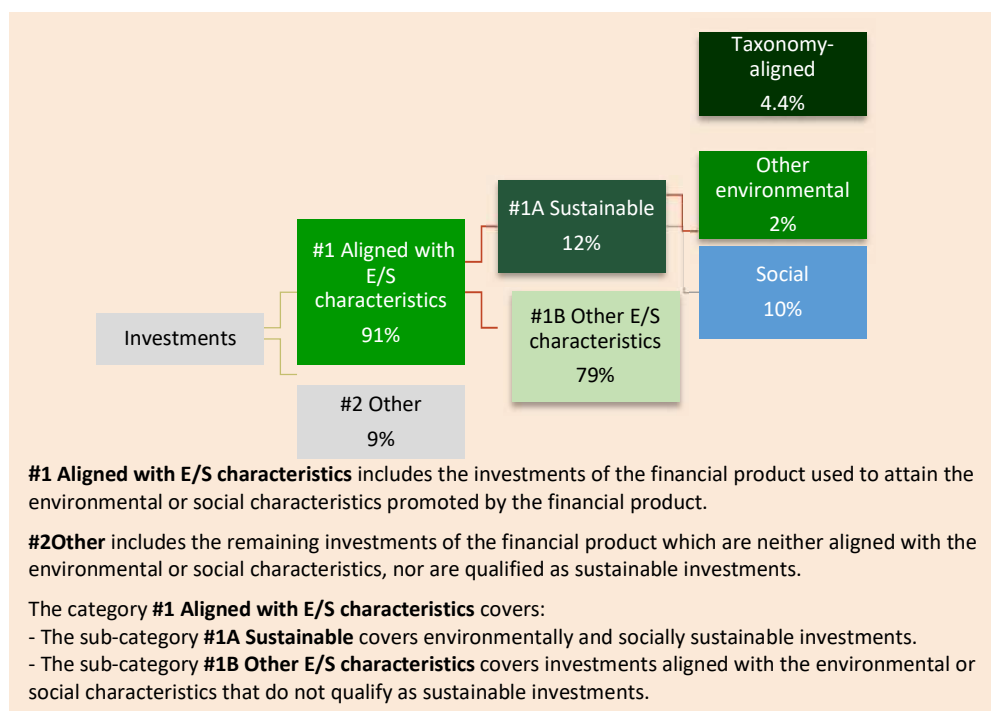 Taxonomy-
aligned
4.4%
Other
environmental
2%
#1A Sustainable
12%
#1 Aligned with
E/S
characteristics
91%
Social
10%
#1B Other E/S
characteristics
79%
Investments
#2 Other
9%
#1 Aligned with E/S characteristics includes the investments of the financial product used to attain the
environmental or social characteristics promoted by the financial product.
#2Other includes the remaining investments of the financial product which are neither aligned with the
environmental or social characteristics, nor are qualified as sustainable investments.
The category #1 Aligned with E/S characteristics covers:
- The sub-category #1A Sustainable covers environmentally and socially sustainable investments.
- The sub-category #1B Other E/S characteristics covers investments aligned with the environmental or
social characteristics that do not qualify as sustainable investments.